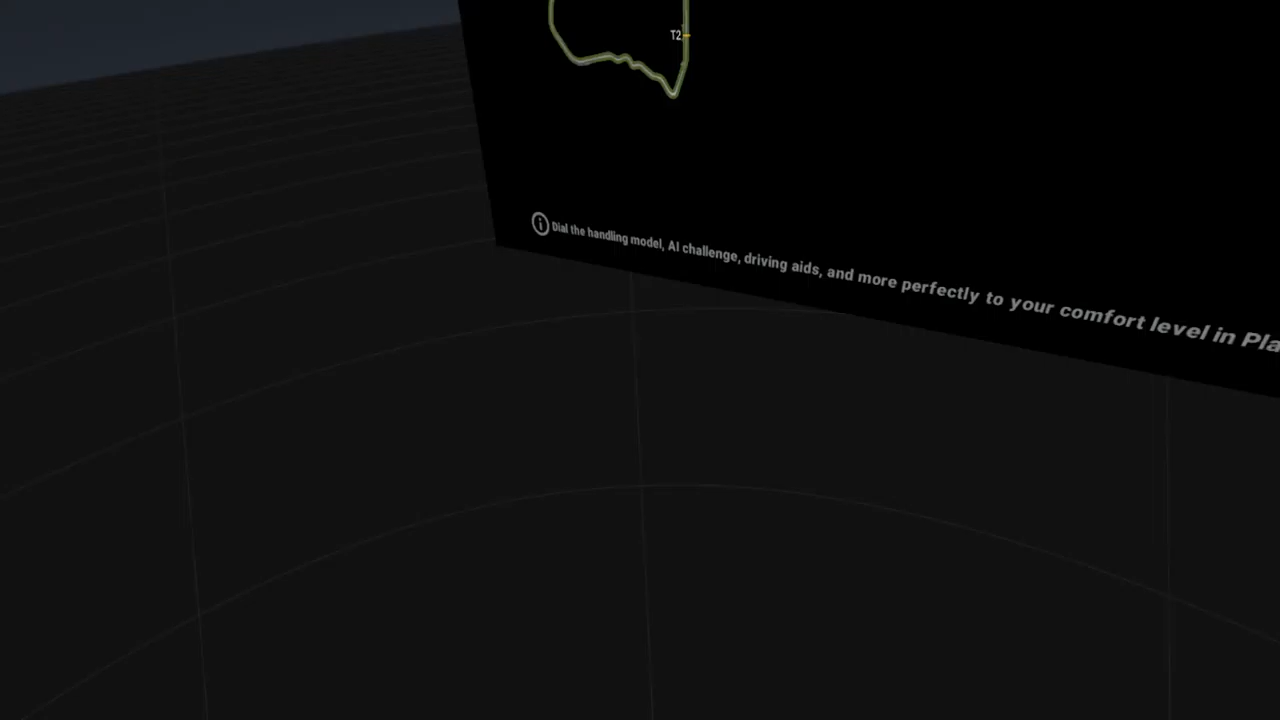 T2
Dial the handling model, AI challenge, driving aids, and more perfectly to your comfort level in